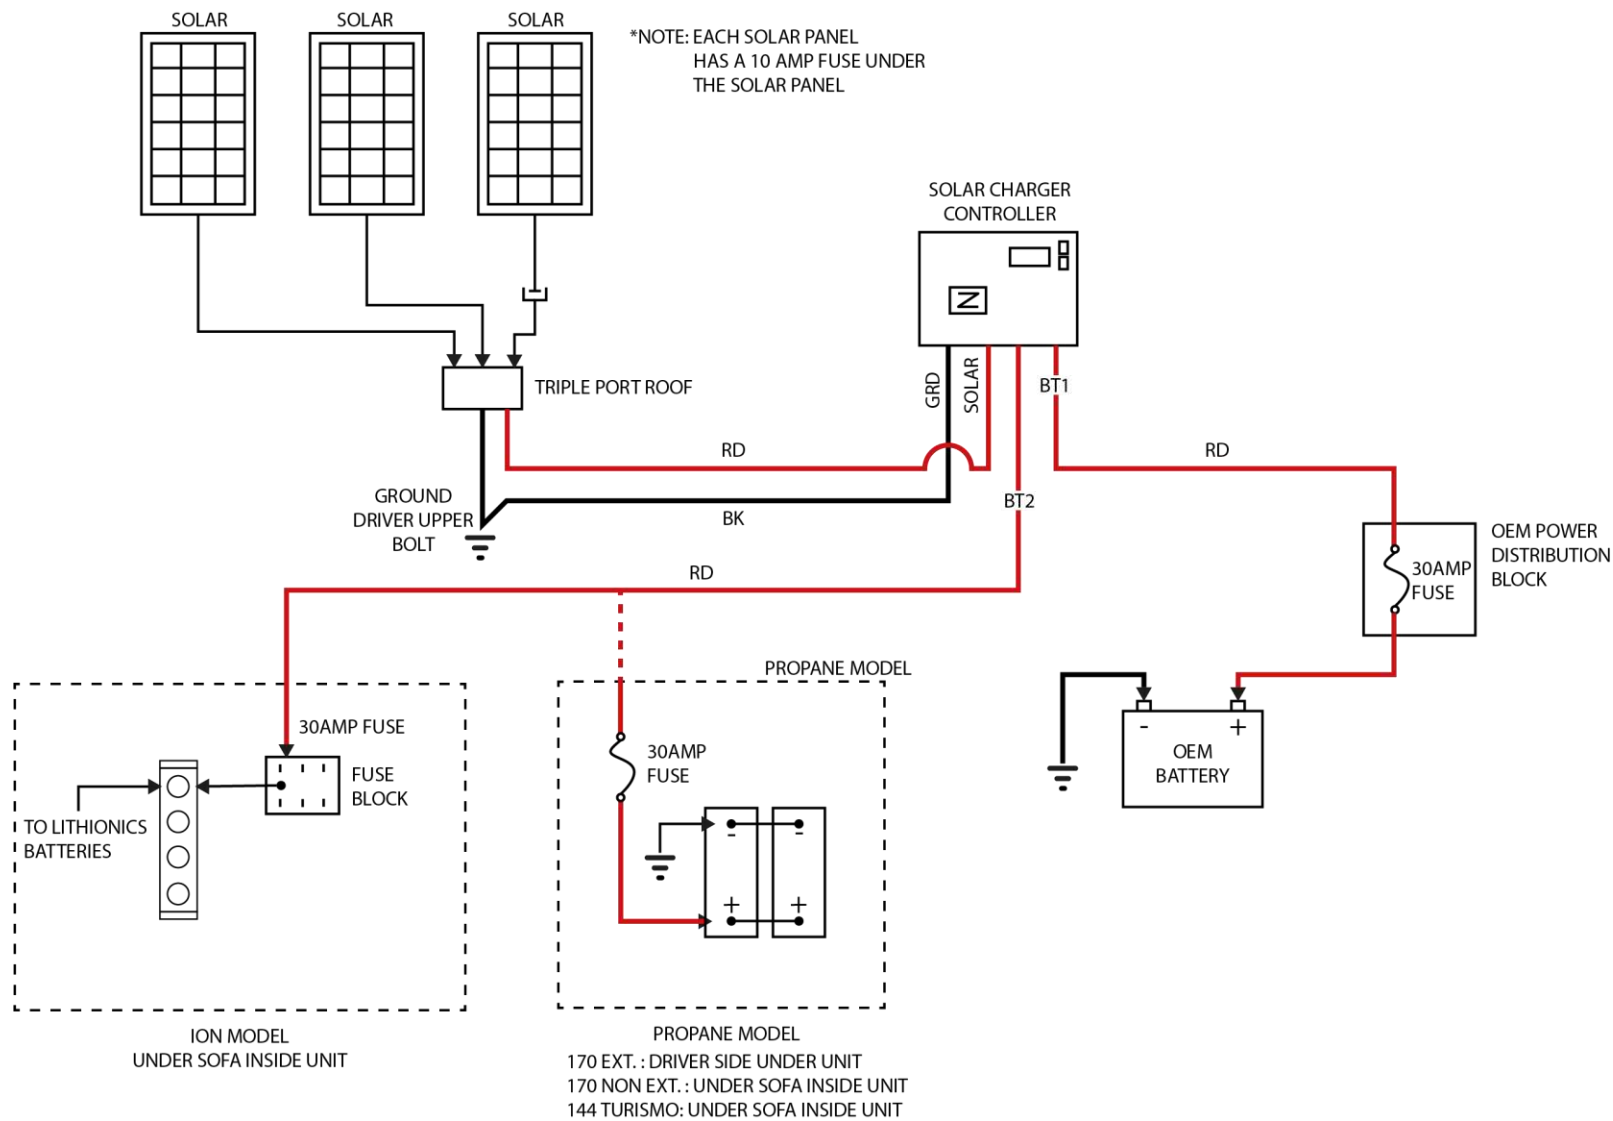 SOLAR
SOLAR
SOLAR
*NOTE: EACH SOLAR PANEL
HAS A 10 AMP FUSE UNDER
THE SOLAR PANEL
SOLAR CHARGER
CONTROLLER
N
GRD
SOLAR
BT1
TRIPLE PORT ROOF
RD
RD
GROUND
DRIVER UPPER
BOLT
BK
BT2
OEM POWER
DISTRIBUTION
BLOCK
30AMP
FUSE
RD
PROPANE MODEL
30AMP FUSE
FUSE
BLOCK
TO LITHIONICS
BATTERIES
30AMP
FUSE
- -
+ +
- +
OEM
BATTERY
ION MODEL
UNDER SOFA INSIDE UNIT
PROPANE MODEL
170 EXT. : DRIVER SIDE UNDER UNIT
170 NON EXT. : UNDER SOFA INSIDE UNIT
144 TURISMO: UNDER SOFA INSIDE UNIT